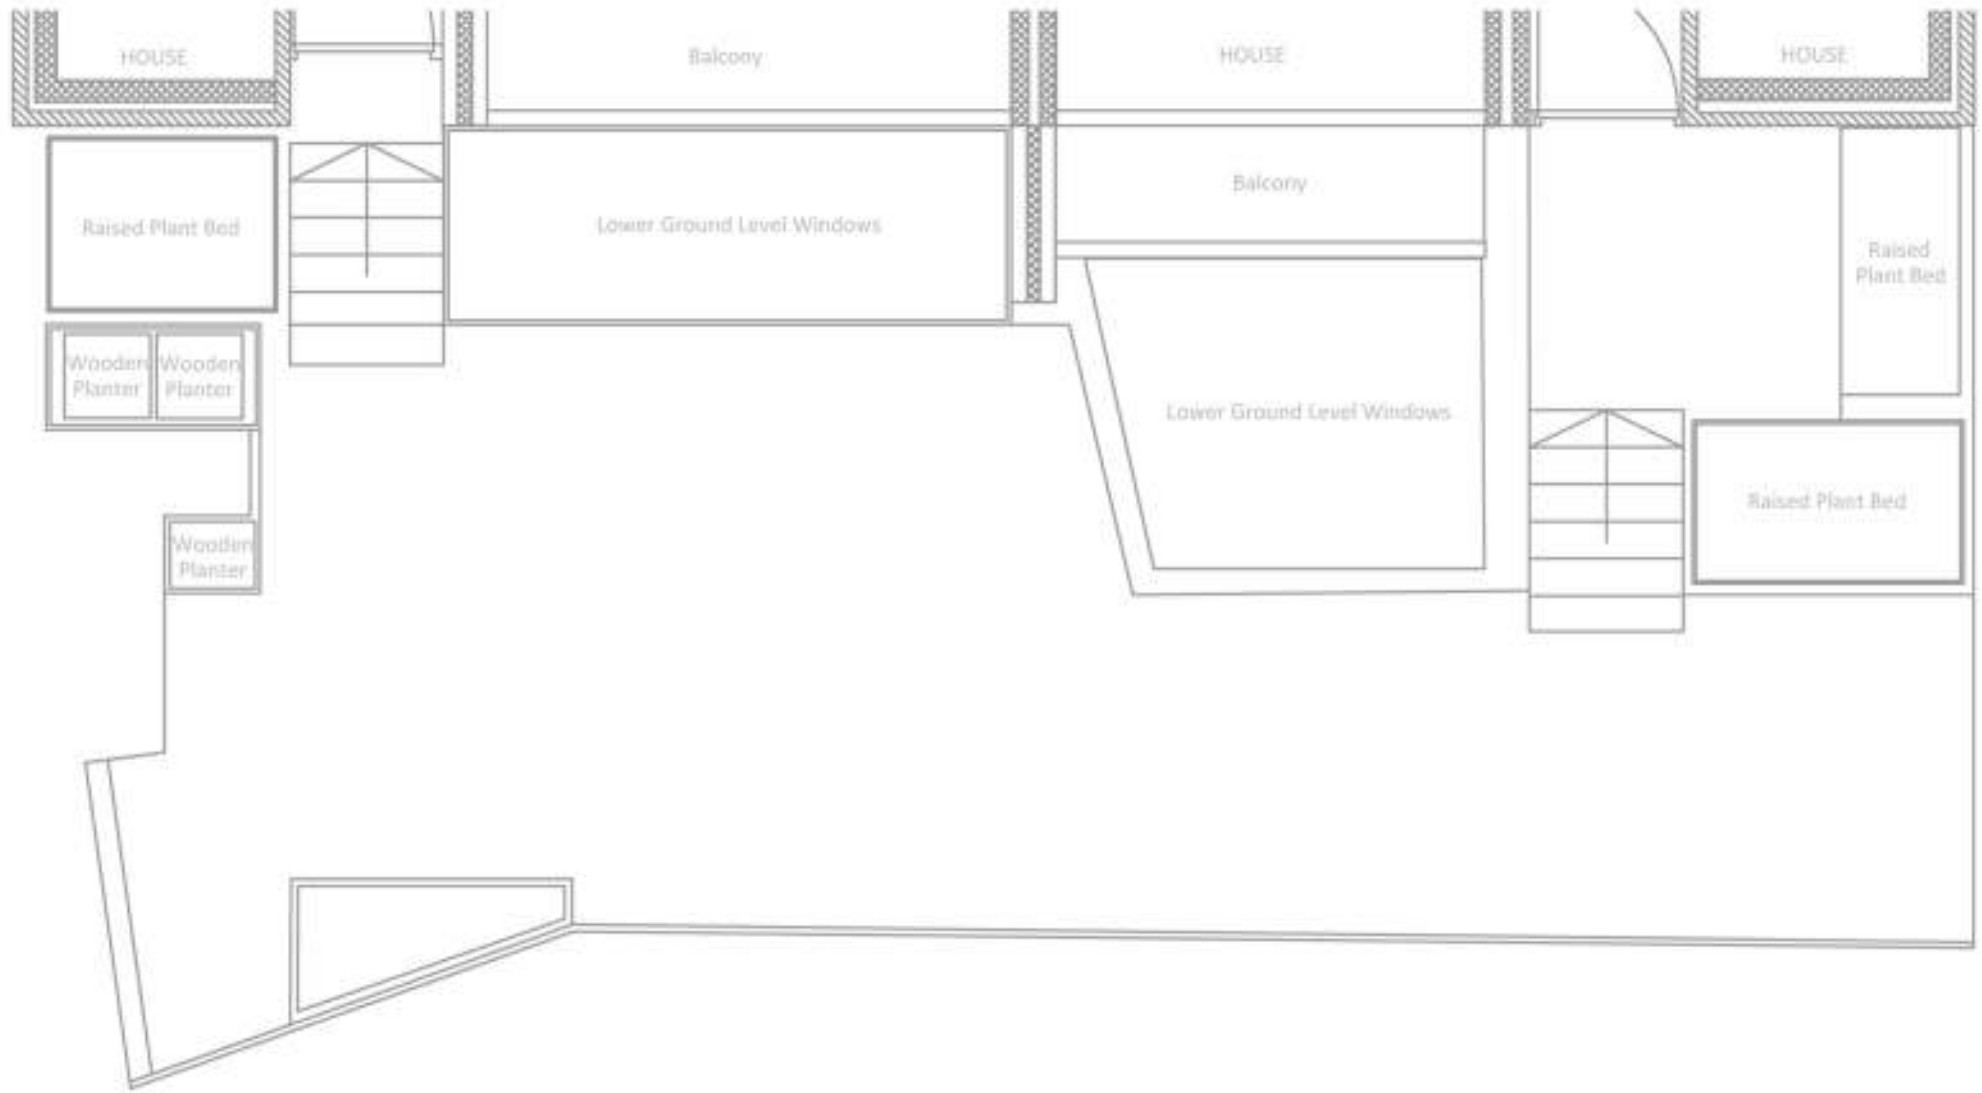 HOUSE
Balcony
HOUSE
HOUSE
Balcony
Raised Plant Bed
Lower Ground Level Windows
Raised
Plant Bed
Wooden
Planter
Wooden
Planter
Lower Ground Level Windows
Raised Plant Bed
Wooden
Planter